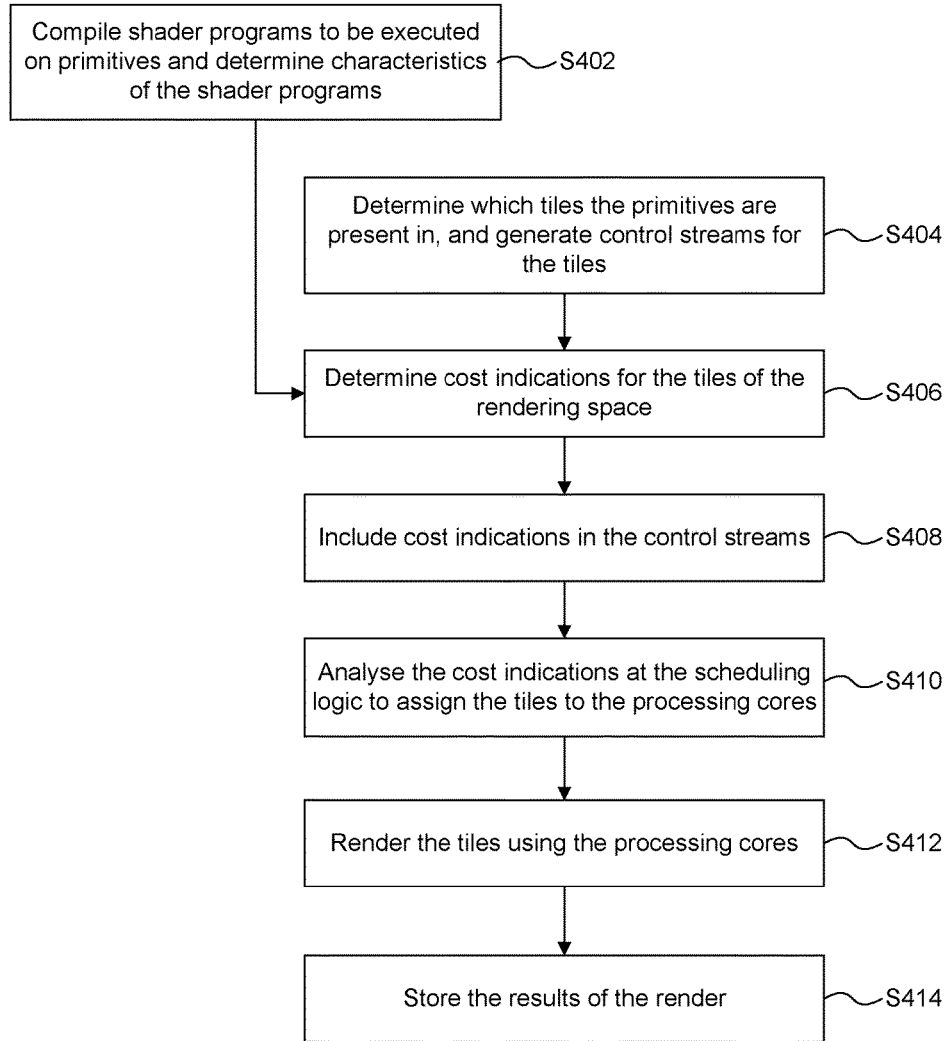 Compile shader programs to be executed
on primitives and determine characteristics
of the shader programs
S402
Determine which tiles the primitives are
present in, and generate control streams for
the tiles
S404
Determine cost indications for the tiles of the
rendering space
S406
Include cost indications in the control streams
S408
Analyse the cost indications at the scheduling
logic to assign the tiles to the processing cores
S410
Render the tiles using the processing cores
S412
Store the results of the render
S414